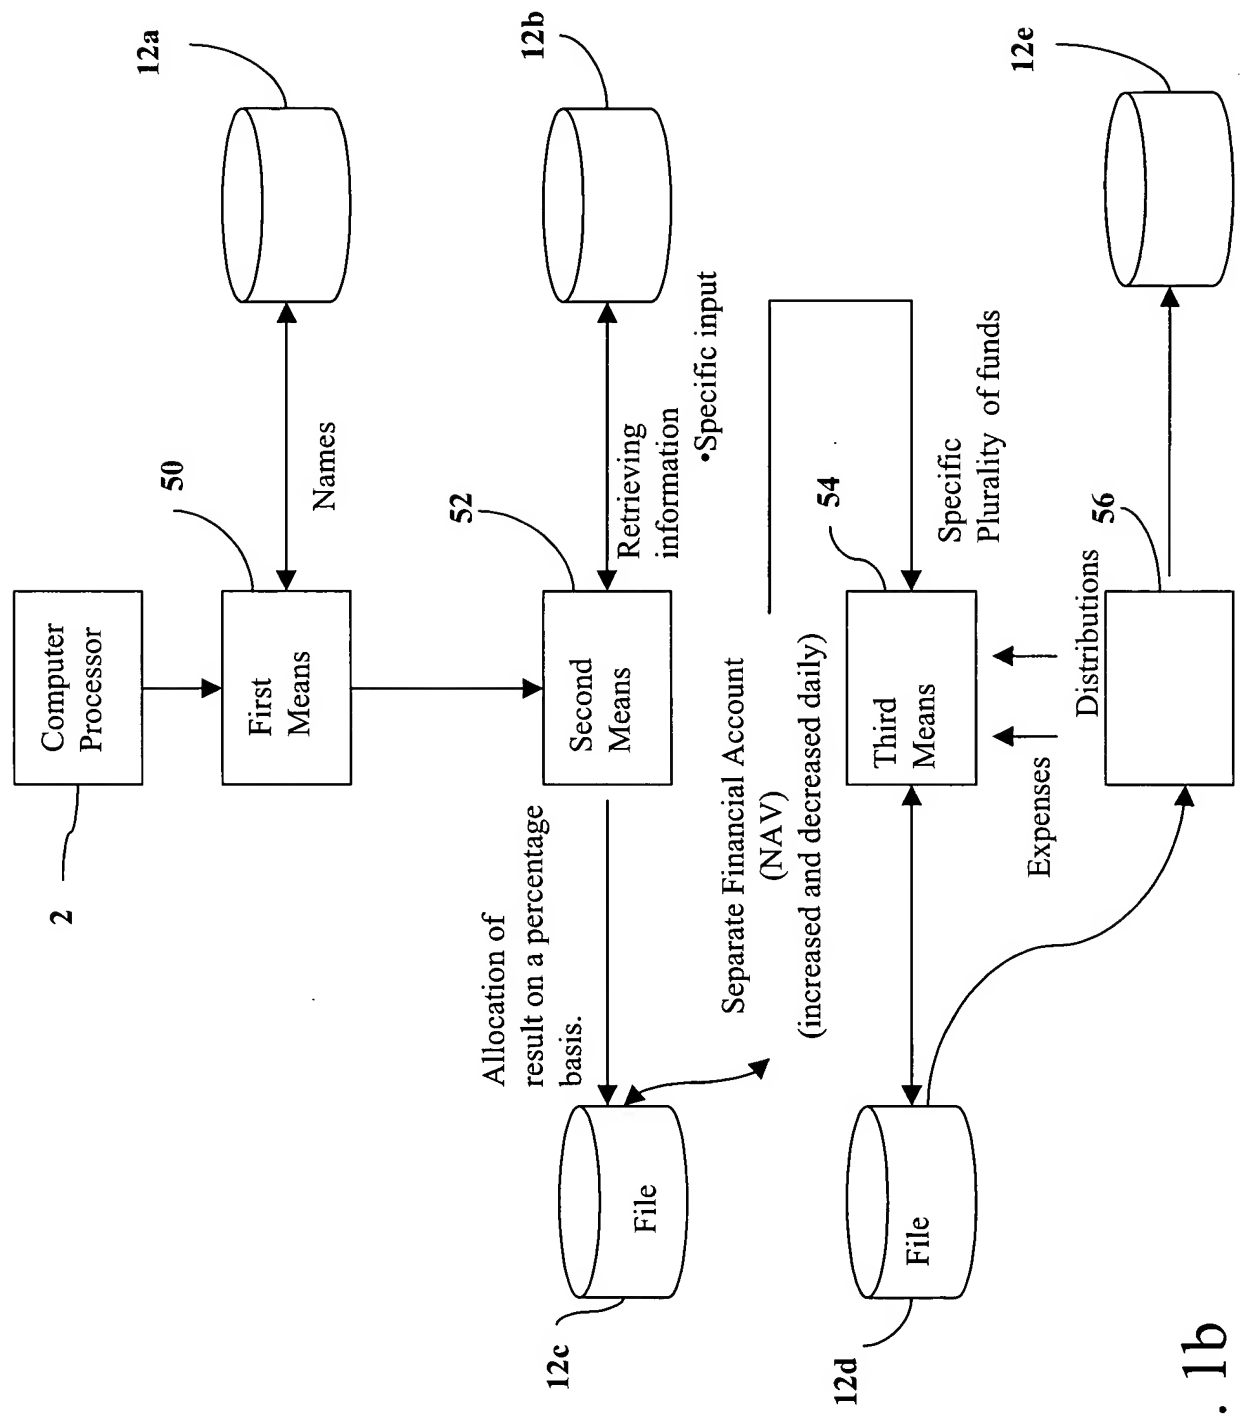 2
Computer
Processor
50
First
Means
Names
12a
52
Second
Means
Retrieving
information
•Specific input
12b
Allocation of
result on a percentage
basis.
File
12c
Separate Financial Account
(NAV)
(increased and decreased daily)
54
Third
Means
Specific
Plurality of funds
File
12d
Expenses
Distributions
56
12e
. 1b